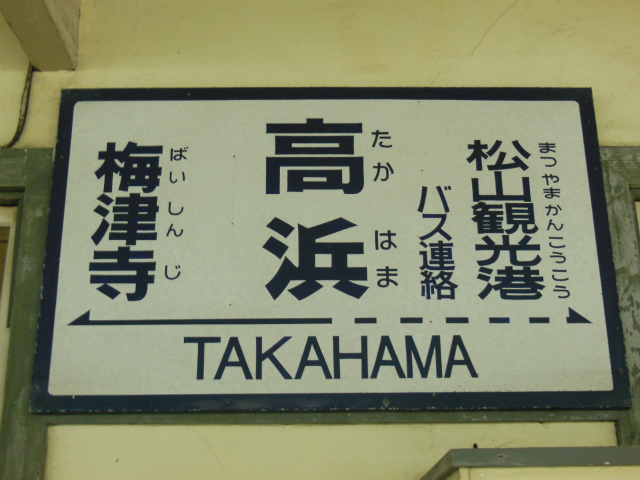 松山観光港
まつやまかんこうこう
バス連絡
高浜
たかはま
梅津寺
ばいしんじ
TAKAHAMA